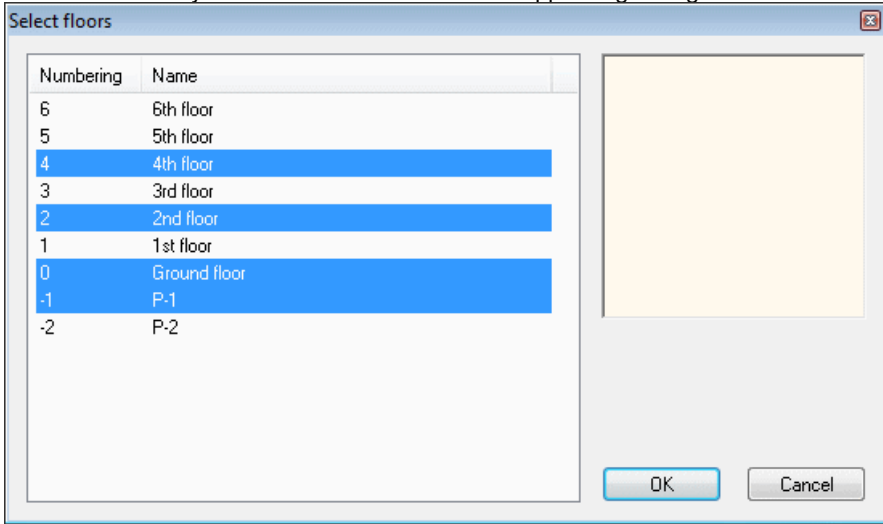 Select floors
Numbering Name
6 6th floor
5 5th floor
4 4th floor
3 3rd floor
2 2nd floor
1 1st floor
0 Ground floor
-1 P-1
-2 P-2
OK Cancel